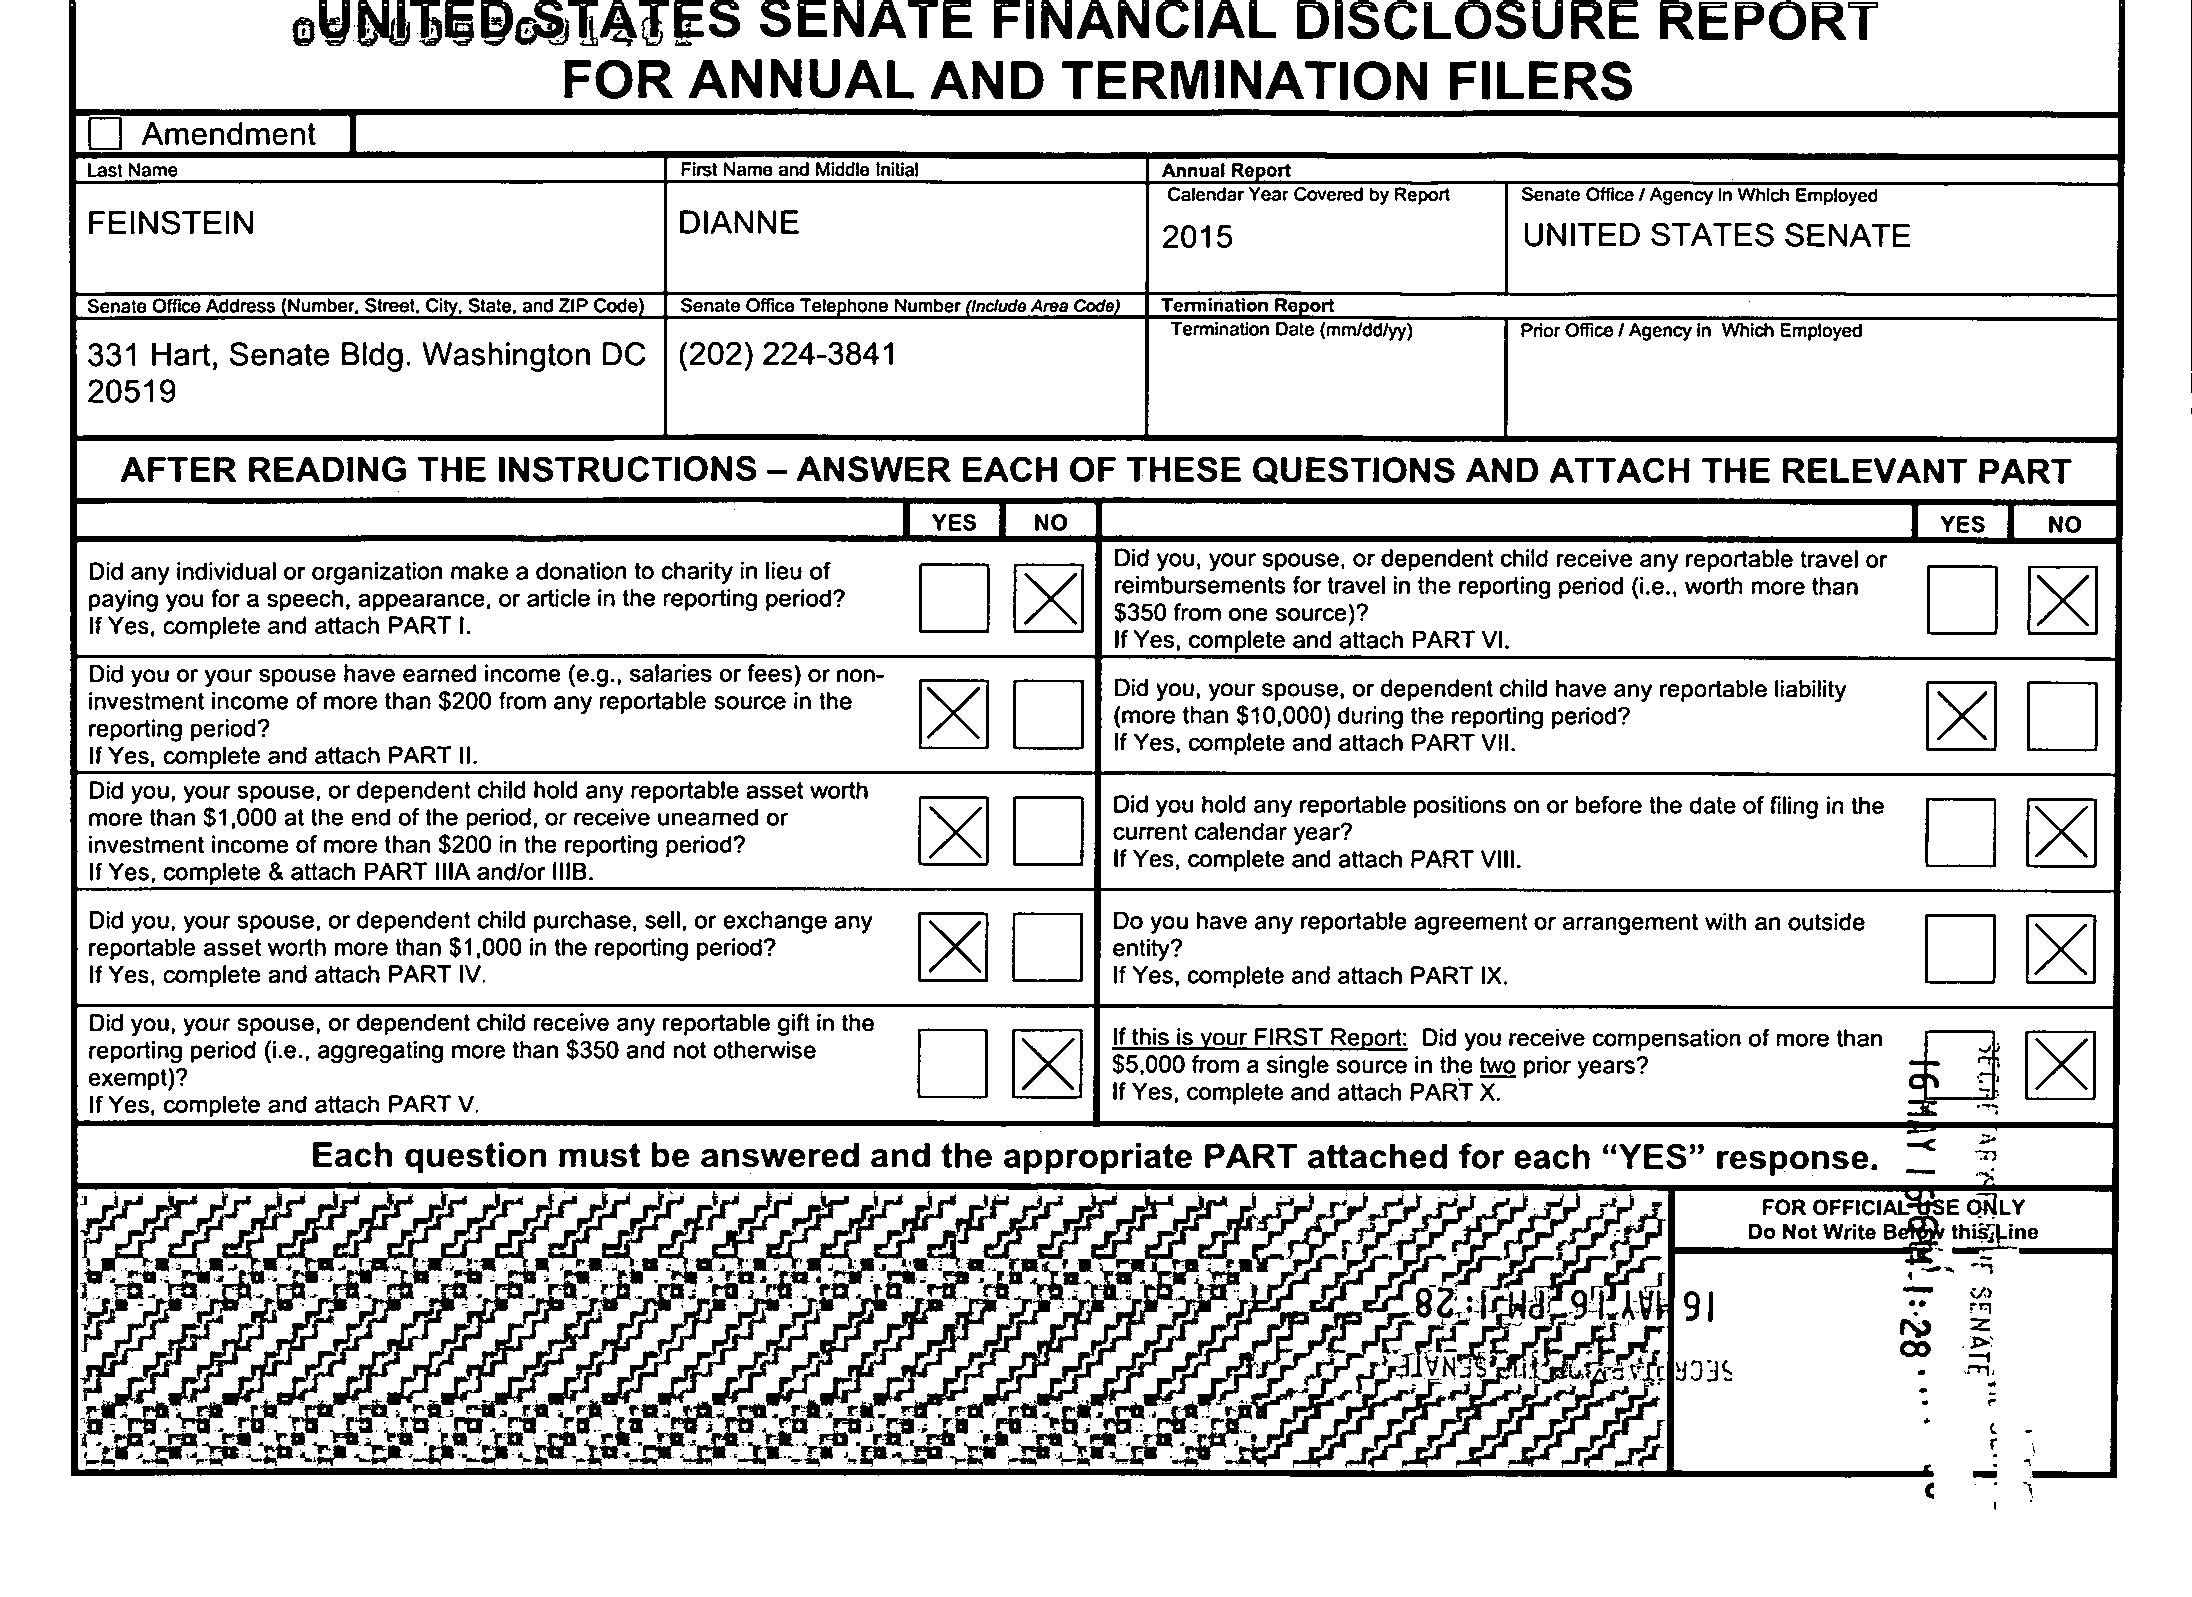 UNITED STATES SENATE FINANCIAL DISCLOSURE REPORT
FOR ANNUAL AND TERMINATION FILERS
Amendment
Last Name
First Name and Middle Initial
Annual Report
Calendar Year Covered by Report
Senate Office / Agency in Which Employed
FEINSTEIN
DIANNE
2015
UNITED STATES SENATE
Senate Office Address (Number, Street, City, State, and ZIP Code)
Senate Office Telephone Number (Include Area Code)
Termination Report
Termination Date (mm/dd/yy)
Prior Office / Agency in Which Employed
331 Hart, Senate Bldg. Washington DC
20519
(202) 224-3841
AFTER READING THE INSTRUCTIONS – ANSWER EACH OF THESE QUESTIONS AND ATTACH THE RELEVANT PART
YES NO
YES NO
Did any individual or organization make a donation to charity in lieu of
paying you for a speech, appearance, or article in the reporting period?
If Yes, complete and attach PART I.
Did you, your spouse, or dependent child receive any reportable travel or
reimbursements for travel in the reporting period (i.e., worth more than
$350 from one source)?
If Yes, complete and attach PART VI.
Did you or your spouse have earned income (e.g., salaries or fees) or non-
investment income of more than $200 from any reportable source in the
reporting period?
If Yes, complete and attach PART II.
Did you, your spouse, or dependent child have any reportable liability
(more than $10,000) during the reporting period?
If Yes, complete and attach PART VII.
Did you, your spouse, or dependent child hold any reportable asset worth
more than $1,000 at the end of the period, or receive unearned or
investment income of more than $200 in the reporting period?
If Yes, complete & attach PART IIIA and/or IIIB.
Did you hold any reportable positions on or before the date of filing in the
current calendar year?
If Yes, complete and attach PART VIII.
Did you, your spouse, or dependent child purchase, sell, or exchange any
reportable asset worth more than $1,000 in the reporting period?
If Yes, complete and attach PART IV.
Do you have any reportable agreement or arrangement with an outside
entity?
If Yes, complete and attach PART IX.
Did you, your spouse, or dependent child receive any reportable gift in the
reporting period (i.e., aggregating more than $350 and not otherwise
exempt)?
If Yes, complete and attach PART V.
If this is your FIRST Report: Did you receive compensation of more than
$5,000 from a single source in the two prior years?
If Yes, complete and attach PART X.
Each question must be answered and the appropriate PART attached for each “YES” response.
FOR OFFICIAL USE ONLY
Do Not Write Below this Line
16 MAY 16 PM 1:28
SENATE
16 MAY 16 PM 1:28
SENATE